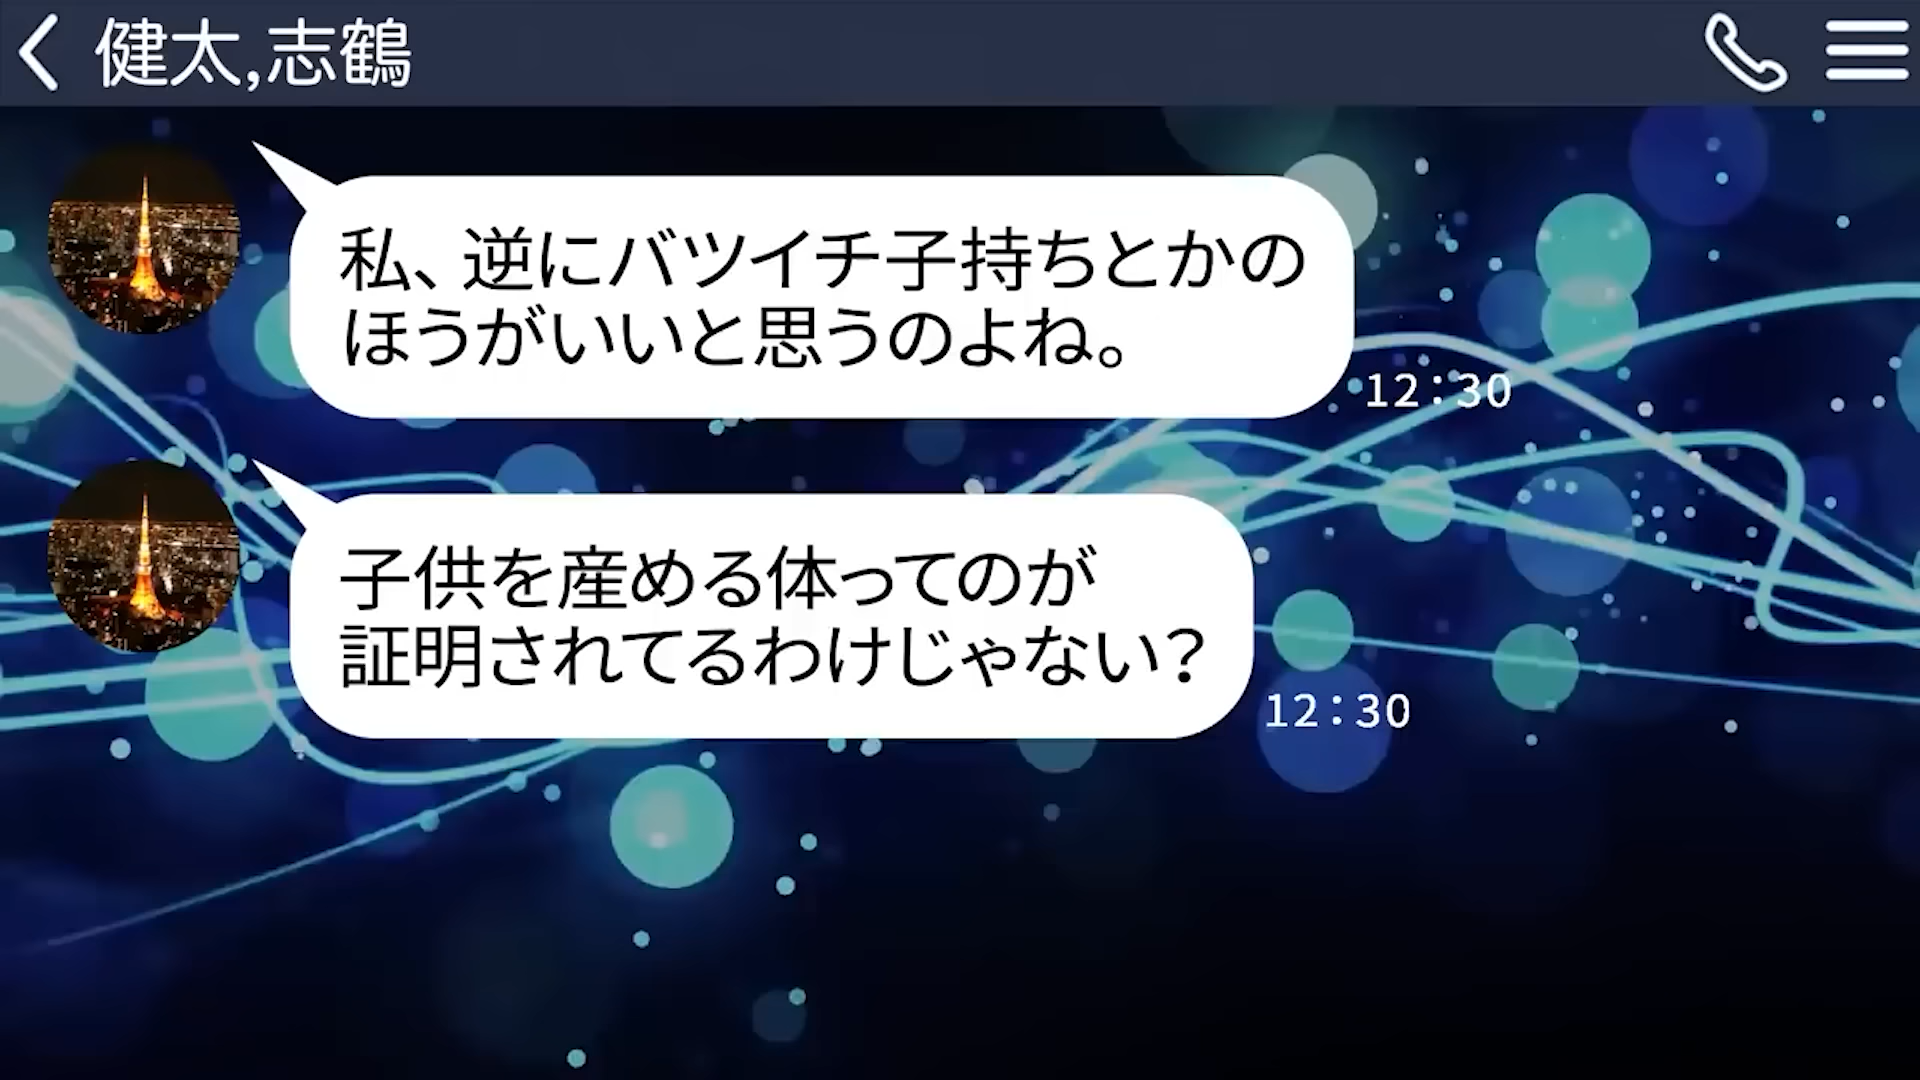 健太,志鶴
私、逆にバツイチ子持ちとかの
ほうがいいと思うのよね。
12:30
子供を産める体ってのが
証明されてるわけじゃない?
12:30